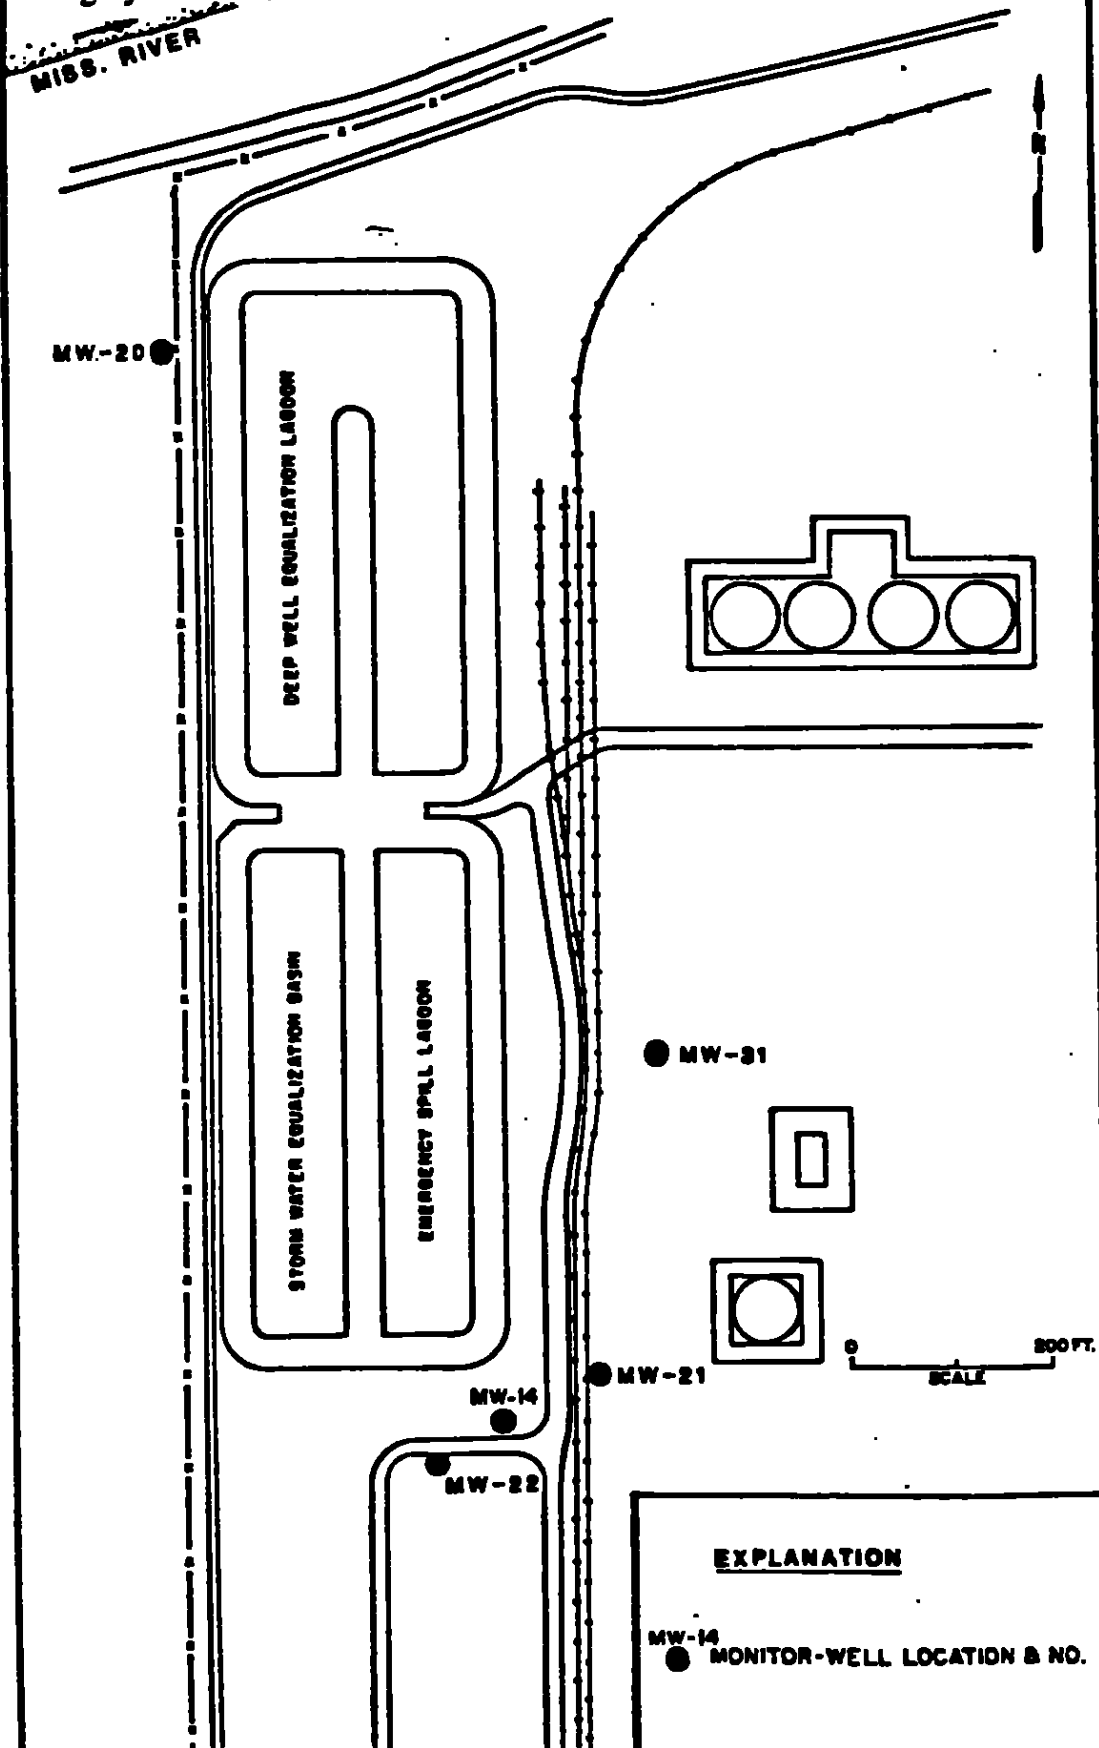 MISS. RIVER
N
MW-20
DEEP WELL EQUALIZATION LAGOON
STORM WATER EQUALIZATION BASIN
EMERGENCY SPILL LAGOON
MW-31
0 200 FT.
SCALE
MW-21
MW-14
MW-22
EXPLANATION
MW-14
MONITOR-WELL LOCATION & NO.